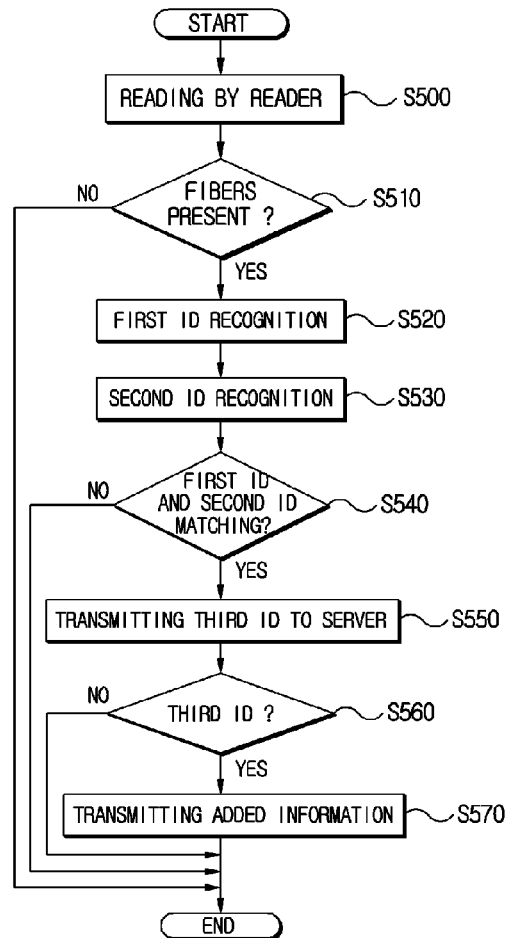 START
READING BY READER
S500
FIBERS
PRESENT ?
S510
NO
YES
FIRST ID RECOGNITION
S520
SECOND ID RECOGNITION
S530
FIRST ID
AND SECOND ID
MATCHING?
S540
NO
YES
TRANSMITTING THIRD ID TO SERVER
S550
THIRD ID ?
S560
NO
YES
TRANSMITTING ADDED INFORMATION
S570
END